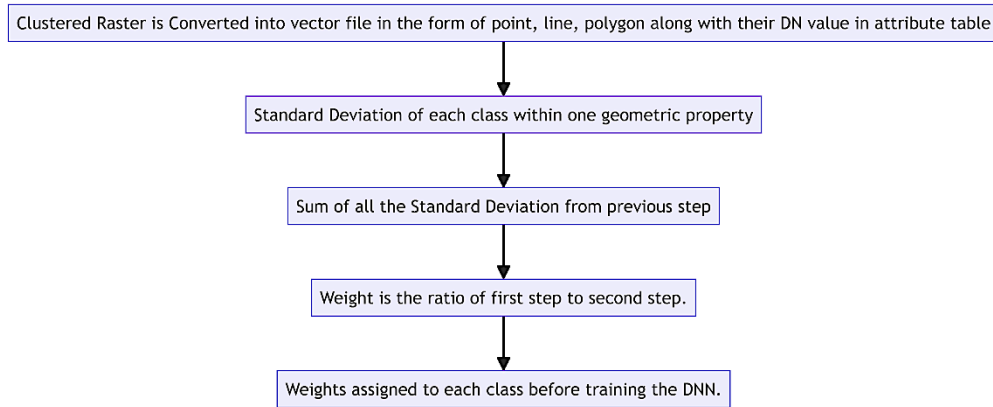 Clustered Raster is Converted into vector file in the form of point, line, polygon along with their DN value in attribute table
Standard Deviation of each class within one geometric property
Sum of all the Standard Deviation from previous step
Weight is the ratio of first step to second step.
Weights assigned to each class before training the DNN.